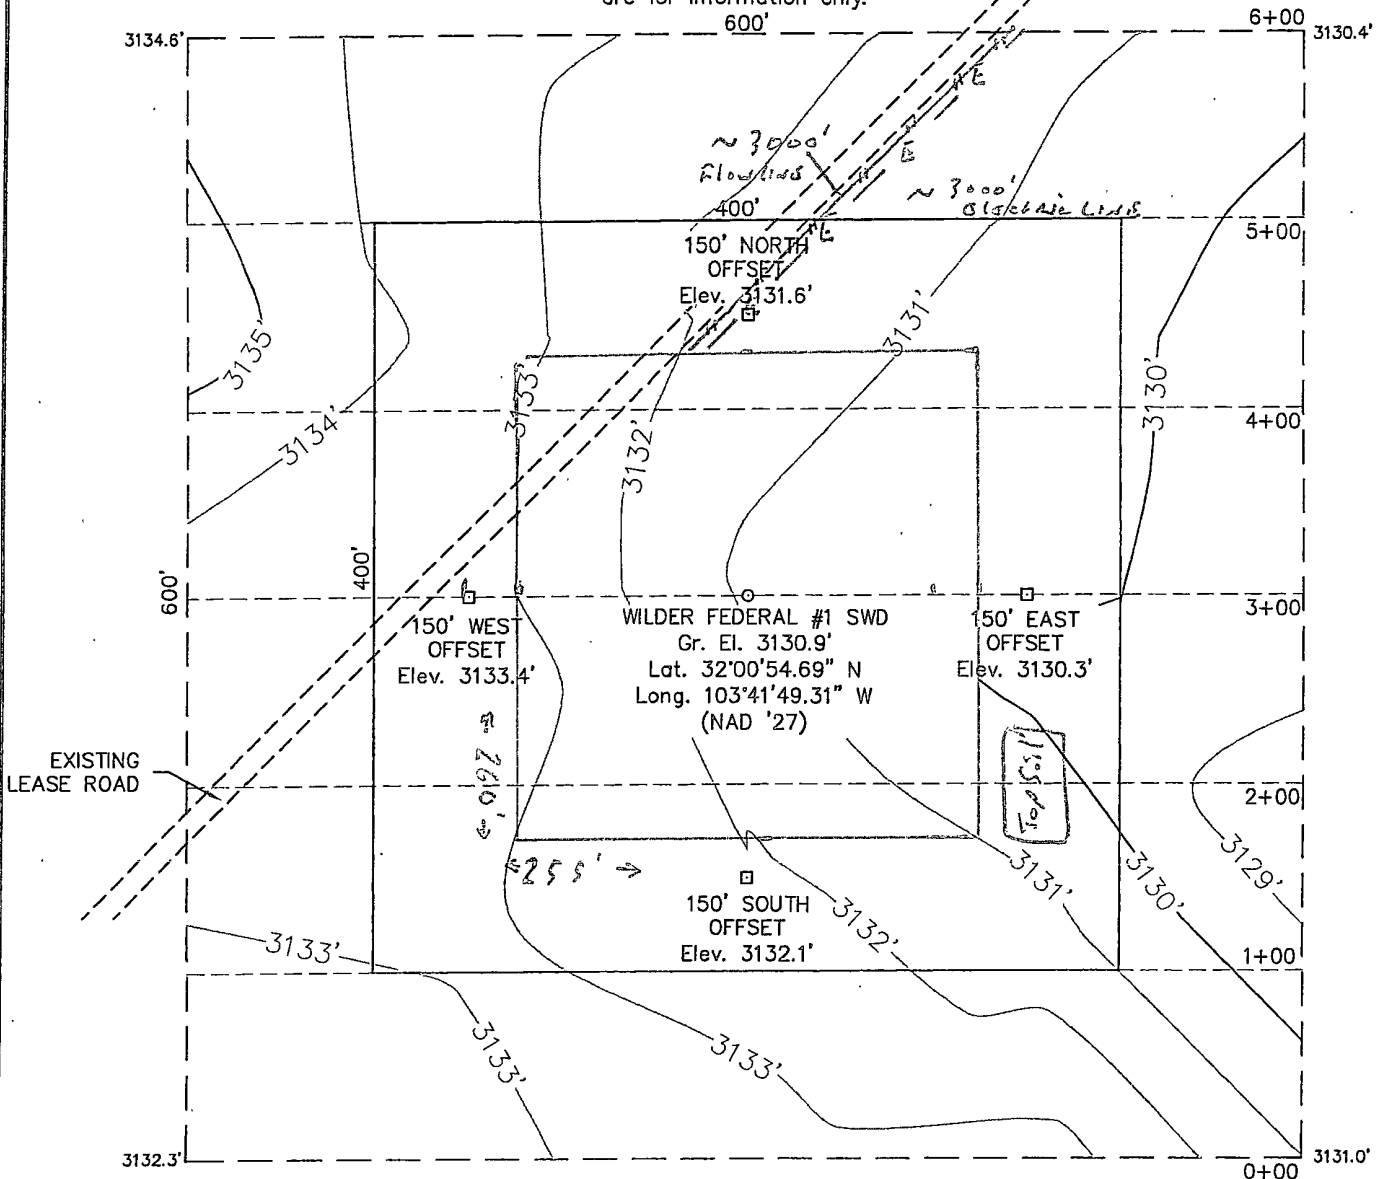 are for information only.
600'
6+00
3134.6'
3130.4'
~ 3000'
Flowline
E
E
~ 3000'
Electric Line
400'
5+00
E
150' NORTH
OFFSET
Elev. 3131.6'
3131'
3135'
3133'
3130'
4+00
3134'
3132'
400'
600'
3+00
WILDER FEDERAL #1 SWD
Gr. El. 3130.9'
Lat. 32°00'54.69" N
Long. 103°41'49.31" W
(NAD '27)
150' WEST
OFFSET
Elev. 3133.4'
150' EAST
OFFSET
Elev. 3130.3'
EXISTING
LEASE ROAD
Topsoil
2+00
255'
3131'
3130'
3129'
150' SOUTH
OFFSET
Elev. 3132.1'
3132'
3133'
1+00
3133'
3133'
3132.3'
3131.0'
0+00